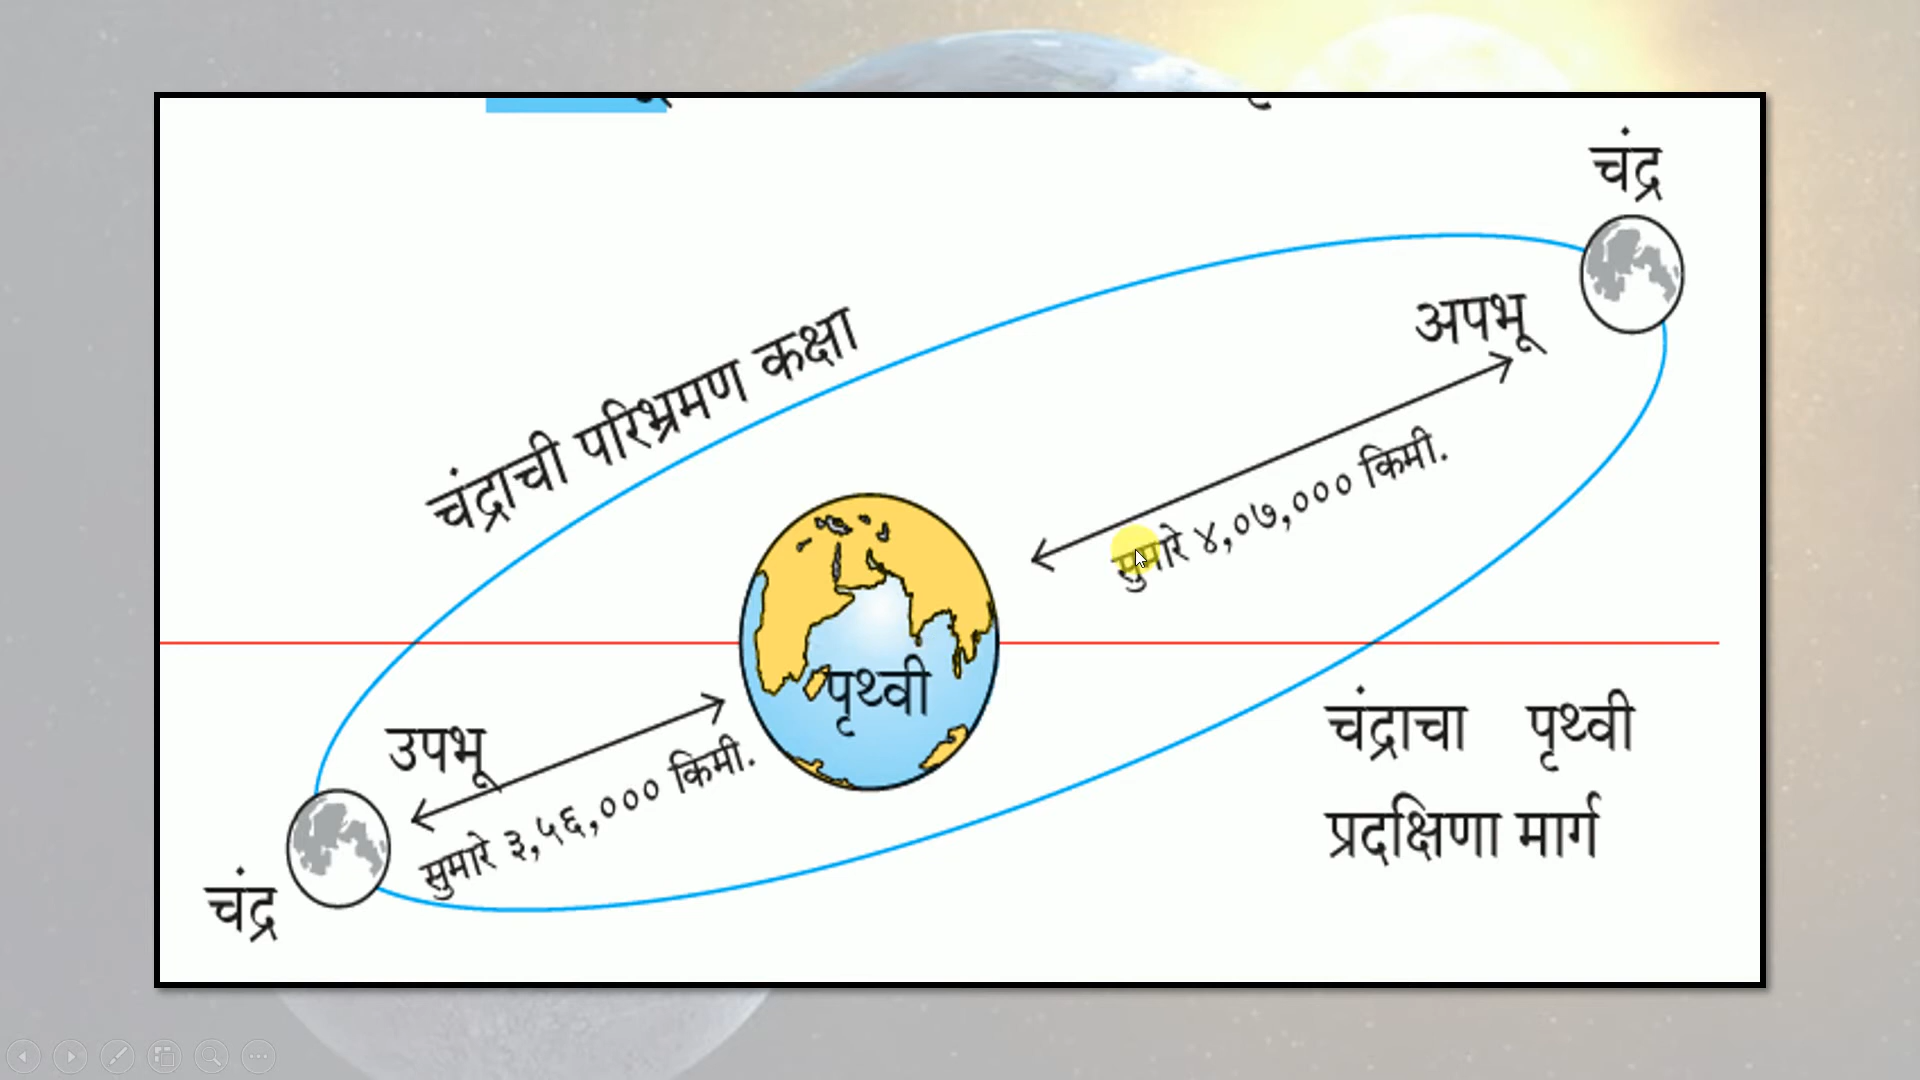 चंद्र
अपभू
चंद्राची परिभ्रमण कक्षा
सुमारे ४,०७,००० किमी.
पृथ्वी
उपभू
सुमारे ३,५६,००० किमी.
चंद्र
चंद्राचा पृथ्वी
प्रदक्षिणा मार्ग